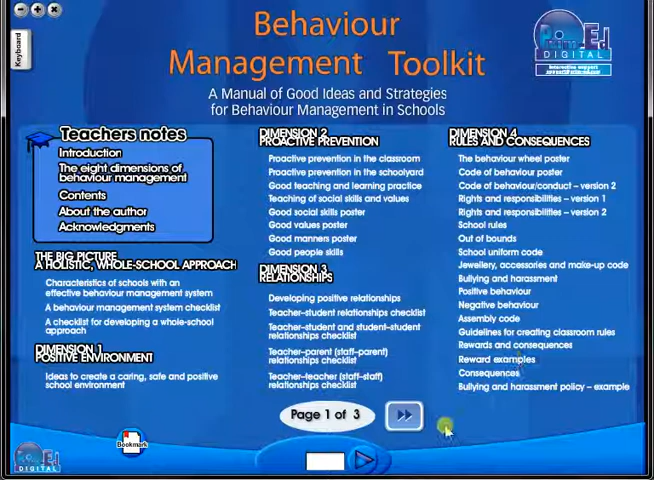 Keyboard
Behaviour
Management Toolkit
A Manual of Good Ideas and Strategies
for Behaviour Management in Schools
Prim-Ed
DIGITAL
Teachers notes
Introduction
The eight dimensions of
behaviour management
Contents
About the author
Acknowledgments
THE BIG PICTURE
A HOLISTIC, WHOLE-SCHOOL APPROACH
Characteristics of schools with an
effective behaviour management system
A behaviour management system checklist
A checklist for developing a whole-school
approach
DIMENSION 1
POSITIVE ENVIRONMENT
Ideas to create a caring, safe and positive
school environment
DIMENSION 2
PROACTIVE PREVENTION
Proactive prevention in the classroom
Proactive prevention in the schoolyard
Good teaching and learning practice
Teaching of social skills and values
Good social skills poster
Good values poster
Good manners poster
Good people skills
DIMENSION 3
RELATIONSHIPS
Developing positive relationships
Teacher–student relationships checklist
Teacher–student and student–student
relationships checklist
Teacher–parent (staff–parent)
relationships checklist
Teacher–teacher (staff–staff)
relationships checklist
DIMENSION 4
RULES AND CONSEQUENCES
The behaviour wheel poster
Code of behaviour poster
Code of behaviour/conduct – version 2
Rights and responsibilities – version 1
Rights and responsibilities – version 2
School rules
Out of bounds
School uniform code
Jewellery, accessories and make-up code
Bullying and harassment
Positive behaviour
Negative behaviour
Assembly code
Guidelines for creating classroom rules
Rewards and consequences
Reward examples
Consequences
Bullying and harassment policy – example
Page 1 of 3
Bookmark
DIGITAL